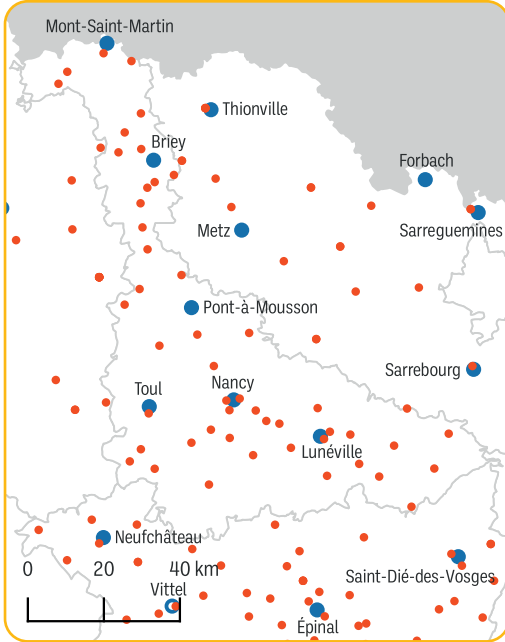 Mont-Saint-Martin
Thionville
Briey
Forbach
Metz
Sarreguemines
Pont-à-Mousson
Sarrebourg
Toul
Nancy
Lunéville
Neufchâteau
0 20 40 km
Saint-Dié-des-Vosges
Vittel
Épinal